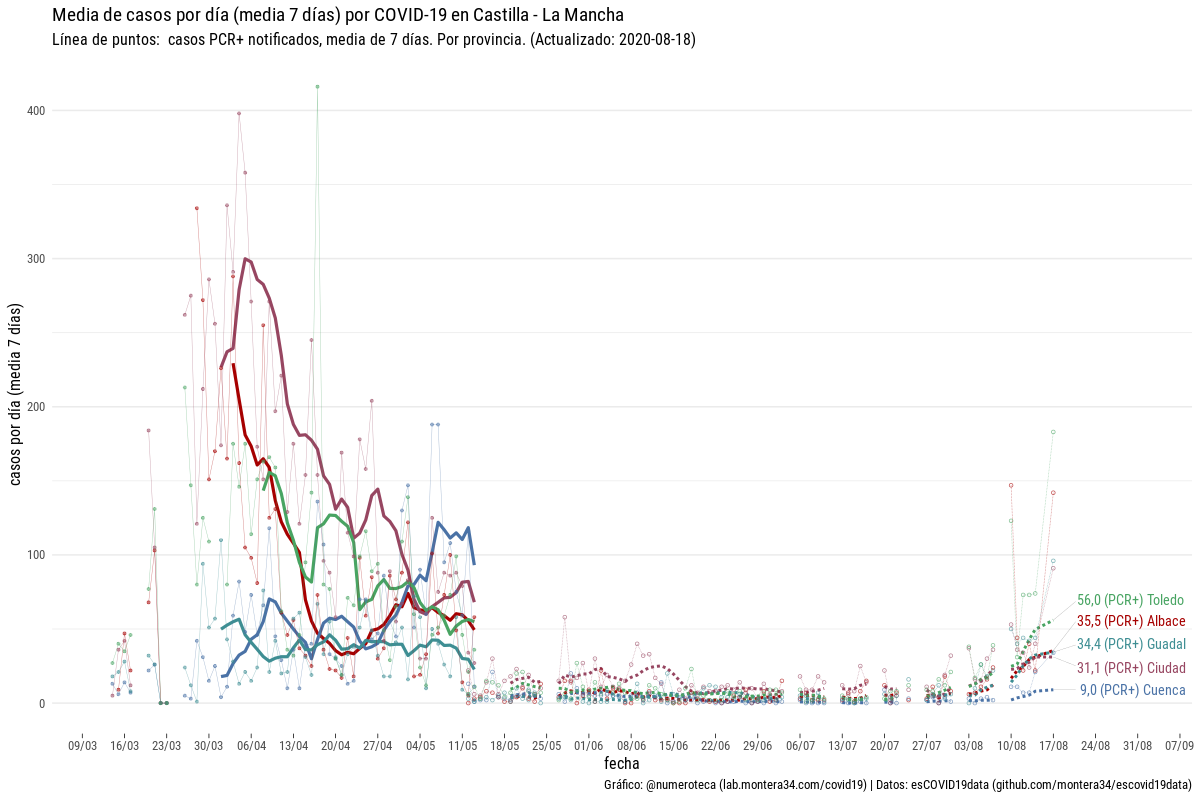 Media de casos por día (media 7 días) por COVID-19 en Castilla - La Mancha
Línea de puntos:  casos PCR+ notificados, media de 7 días. Por provincia. (Actualizado: 2020-08-18)
casos por día (media 7 días)
400
300
200
100
0
56,0 (PCR+) Toledo
35,5 (PCR+) Albace
34,4 (PCR+) Guadal
31,1 (PCR+) Ciudad
9,0 (PCR+) Cuenca
09/03 16/03 23/03 30/03 06/04 13/04 20/04 27/04 04/05 11/05 18/05 25/05 01/06 08/06 15/06 22/06 29/06 06/07 13/07 20/07 27/07 03/08 10/08 17/08 24/08 31/08 07/09
fecha
Gráfico: @numeroteca (lab.montera34.com/covid19) | Datos: esCOVID19data (github.com/montera34/escovid19data)